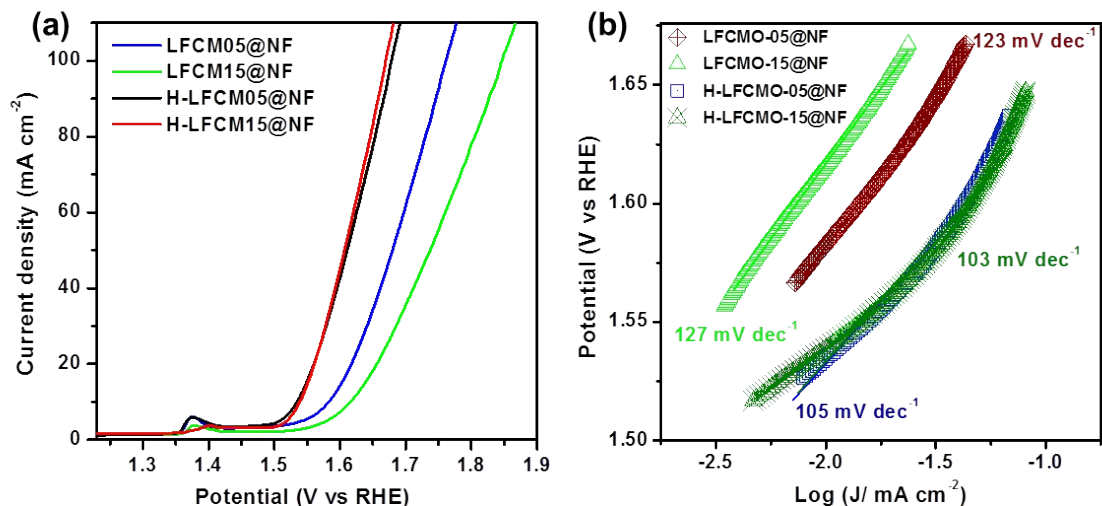 (a)
LFCM05@NF
LFCM15@NF
H-LFCM05@NF
H-LFCM15@NF
100
80
60
40
20
0
1.3 1.4 1.5 1.6 1.7 1.8 1.9
Current density (mA cm⁻²)
Potential (V vs RHE)
(b)
LFCMO-05@NF
LFCMO-15@NF
H-LFCMO-05@NF
H-LFCMO-15@NF
123 mV dec⁻¹
103 mV dec⁻¹
127 mV dec⁻¹
105 mV dec⁻¹
1.65
1.60
1.55
1.50
-2.5 -2.0 -1.5 -1.0
Potential (V vs RHE)
Log (J/ mA cm⁻²)